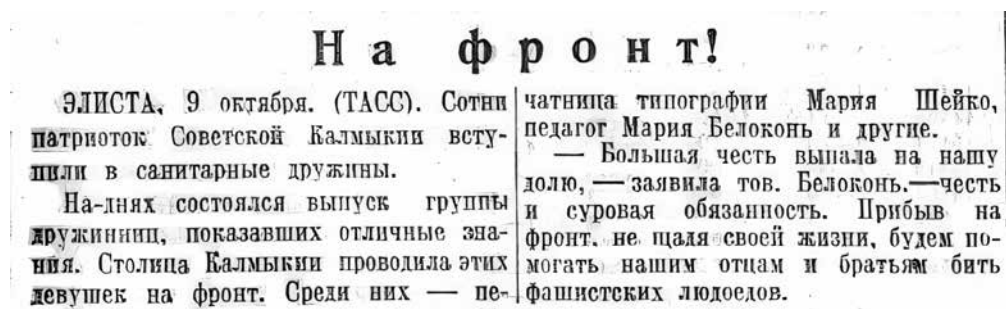 На фронт!
ЭЛИСТА, 9 октября. (ТАСС). Сотни
патриоток Советской Калмыкии всту-
пили в санитарные дружины.
На-днях состоялся выпуск группы
дружинниц, показавших отличные зна-
ния. Столица Калмыкии проводила этих
девушек на фронт. Среди них — пе-
чатница типографии Мария Шейко,
педагог Мария Белоконь и другие.
— Большая честь выпала на нашу
долю, — заявила тов. Белоконь.—честь
и суровая обязанность. Прибыв на
фронт. не щадя своей жизни, будем по-
могать нашим отцам и братьям бить
фашистских людоедов.